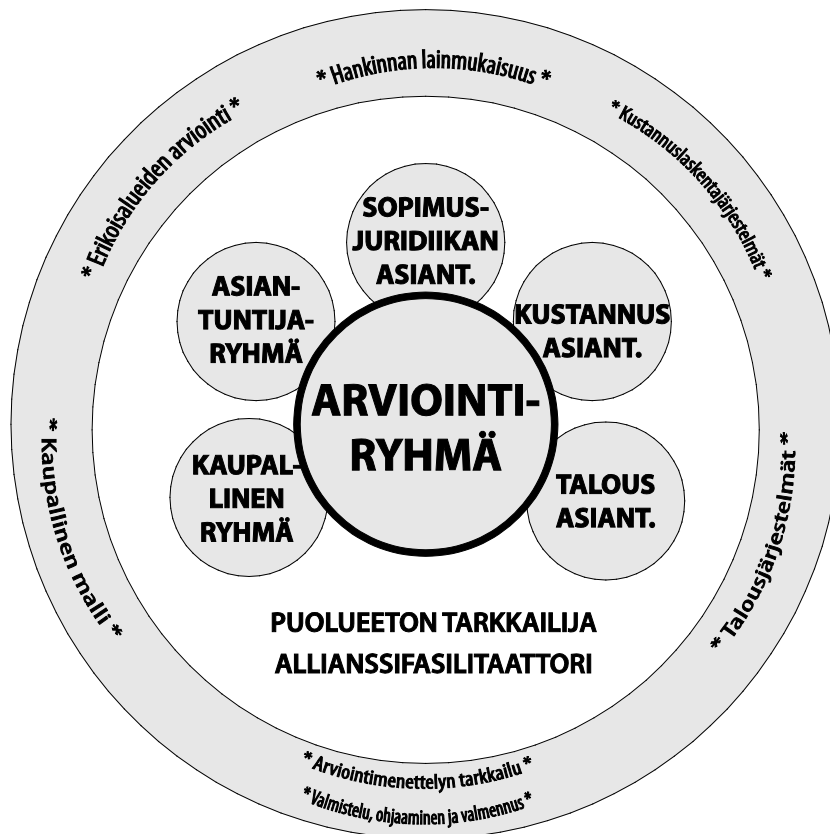 * Hankinnan lainmukaisuus *
* Erikoisalueiden arviointi *
* Kustannuslaskentajärjestelmät *
SOPIMUS-
JURIDIIKAN
ASIANT.
ASIAN-
TUNTIJA-
RYHMÄ
KUSTANNUS
ASIANT.
ARVIOINTI-
RYHMÄ
KAUPAL-
LINEN
RYHMÄ
TALOUS
ASIANT.
* Kaupallinen malli *
* Talousjärjestelmät *
PUOLUEETON TARKKAILIJA
ALLIANSSIFASILITAATTORI
* Arviointimenettelyn tarkkailu *
* Valmistelu, ohjaaminen ja valmennus *